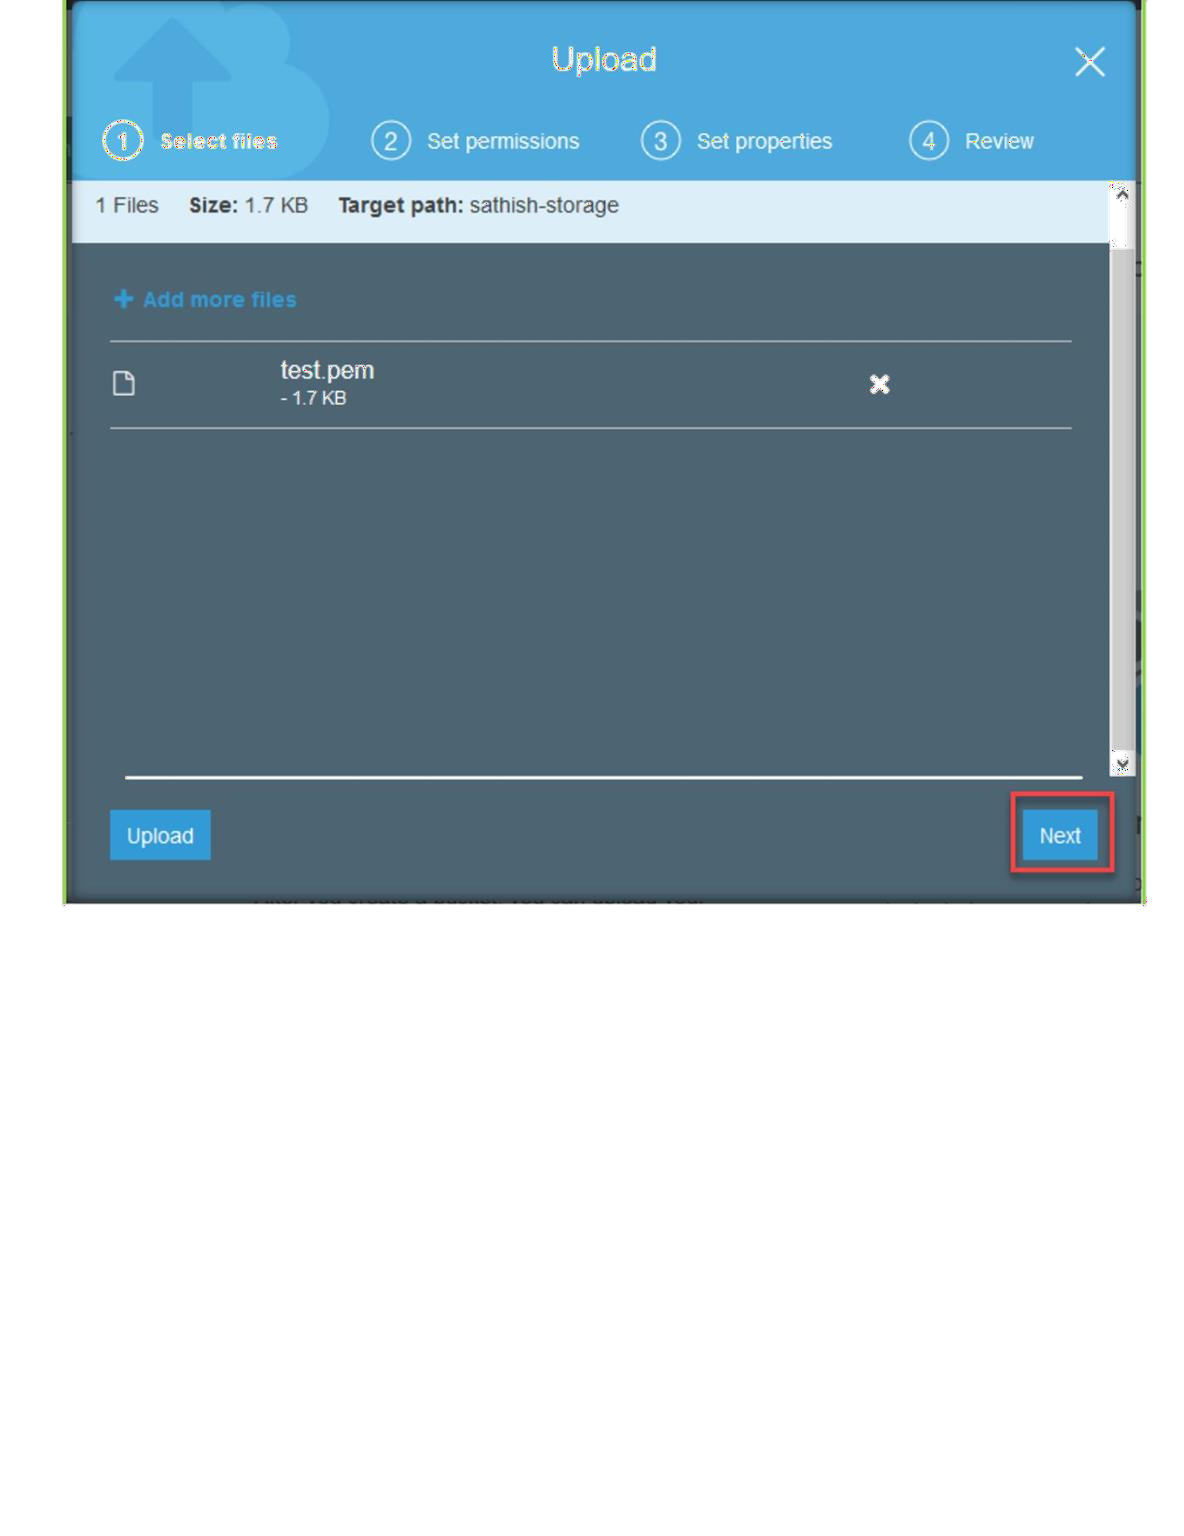 Upload
1 Select files 2 Set permissions 3 Set properties 4 Review
1 Files Size: 1.7 KB Target path: sathish-storage
Add more files
test.pem
- 1.7 KB
Upload Next